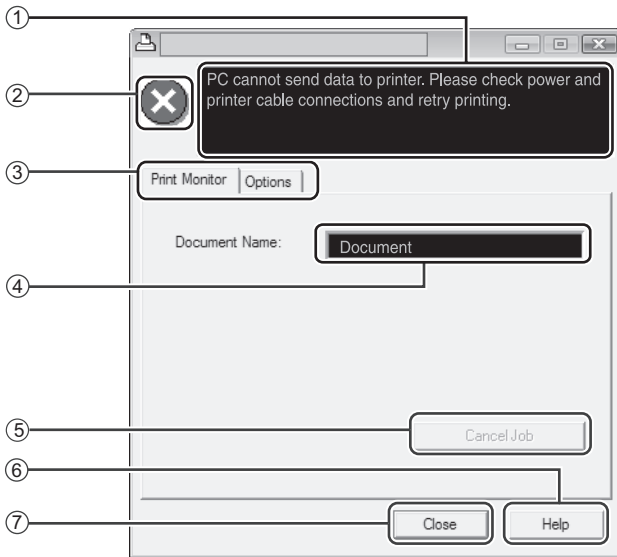 ①
②
PC cannot send data to printer. Please check power and
printer cable connections and retry printing.
③
Print Monitor Options
Document Name: Document
④
⑤
Cancel Job
⑥
⑦
Close Help